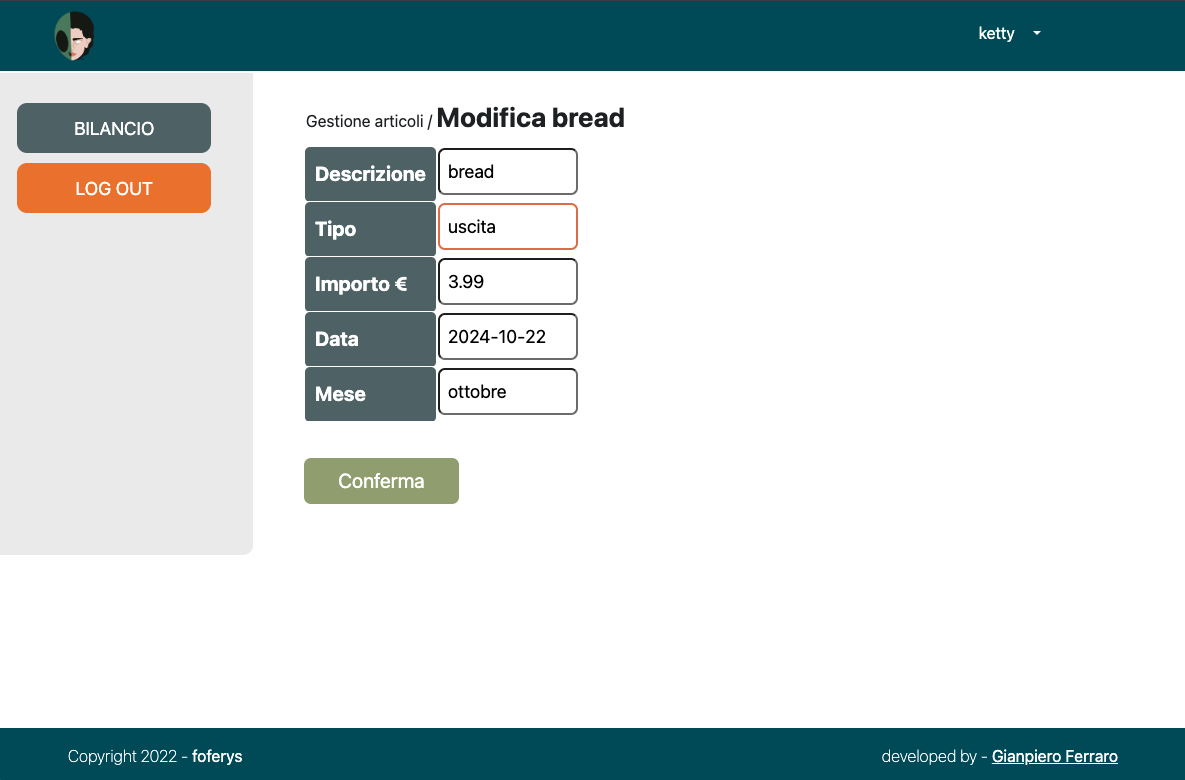 ketty
BILANCIO
LOG OUT
Gestione articoli / Modifica bread
Descrizione bread
Tipo uscita
Importo € 3.99
Data 2024-10-22
Mese ottobre
Conferma
Copyright 2022 - foferys developed by - Gianpiero Ferraro